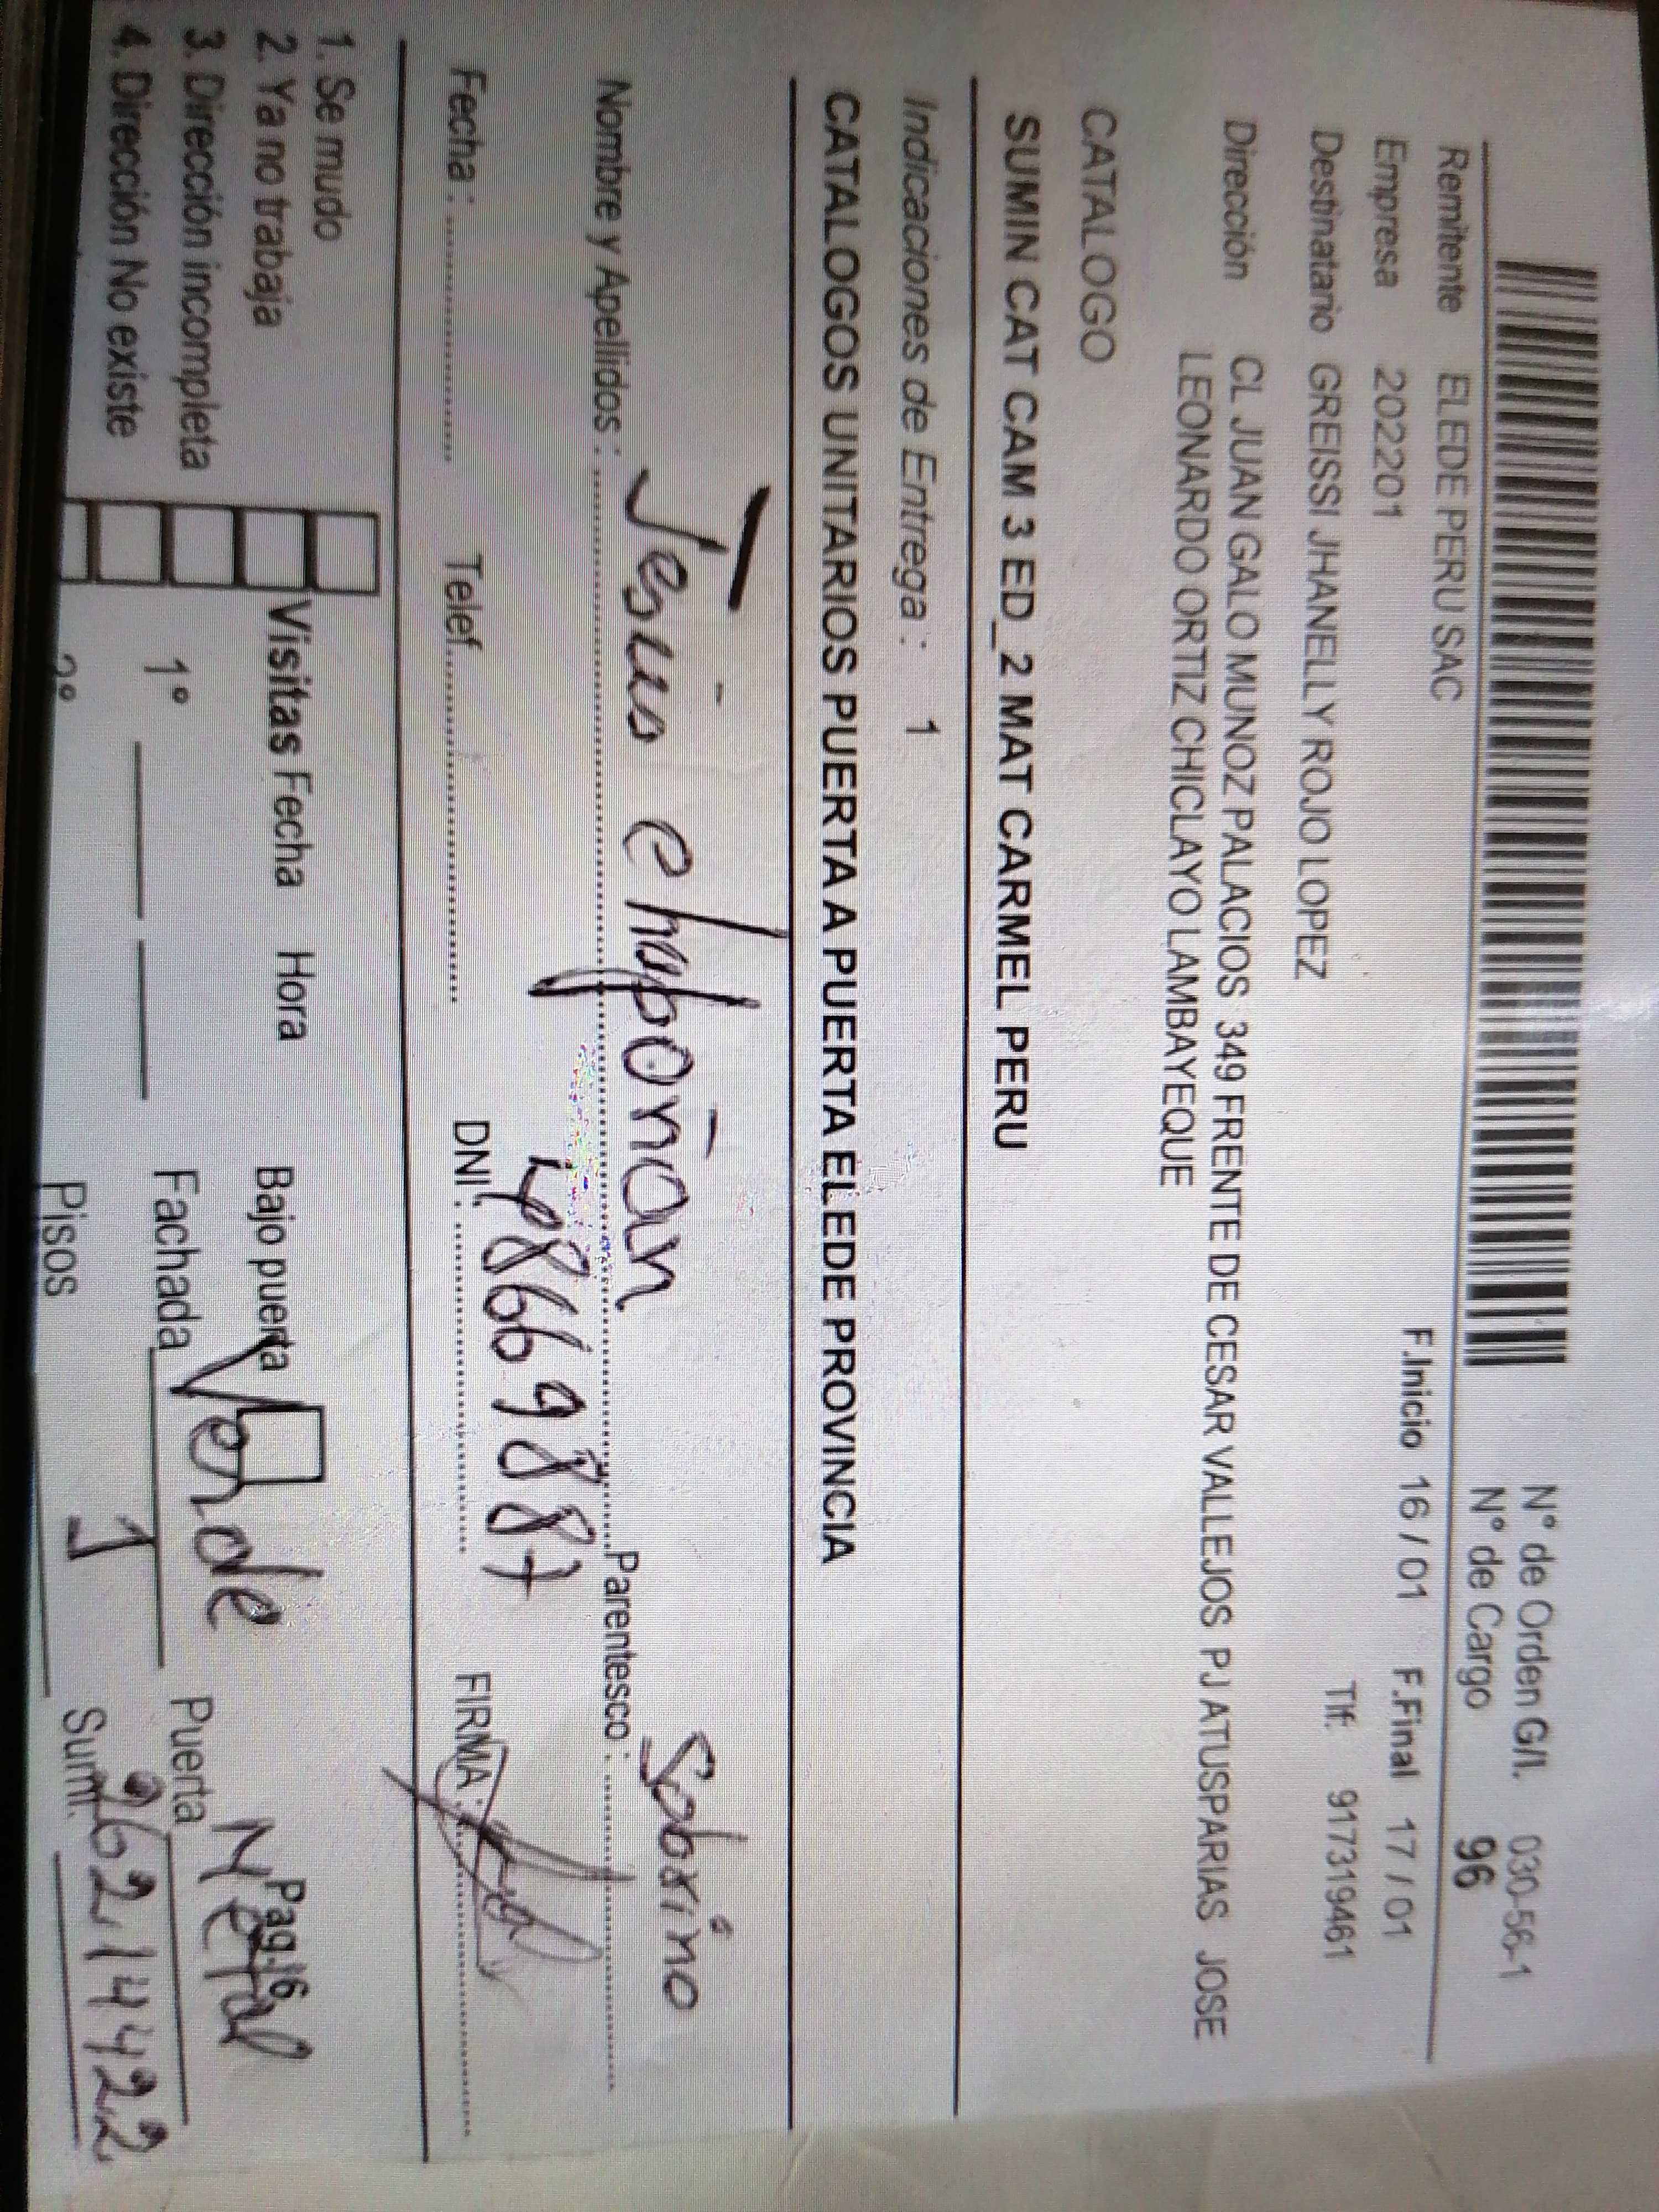 N° de Orden G/I. 030-56-1
N° de Cargo 96
Remitente ELEDE PERU SAC
F.Inicio 16 / 01 F.Final 17 / 01
Empresa 202201
Tlf: 917319461
Destinatario GREISSI JHANELLY ROJO LOPEZ
Dirección CL JUAN GALO MUNOZ PALACIOS 349 FRENTE DE CESAR VALLEJOS PJ ATUSPARIAS JOSE
LEONARDO ORTIZ CHICLAYO LAMBAYEQUE
CATALOGO
SUMIN CAT CAM 3 ED_2 MAT CARMEL PERU
Indicaciones de Entrega : 1
CATALOGOS UNITARIOS PUERTA A PUERTA ELEDE PROVINCIA
Nombre y Apellidos : Jesus chapoñan Parentesco : Sobrino
Fecha : Telef. DNI : 48669887 FIRMA :
1. Se mudo
2. Ya no trabaja Visitas Fecha Hora Bajo puerta Pag.16
3. Dirección incompleta 1° Fachada Verde Puerta Metal
4. Dirección No existe 2° Pisos 1 Sum. 26214422